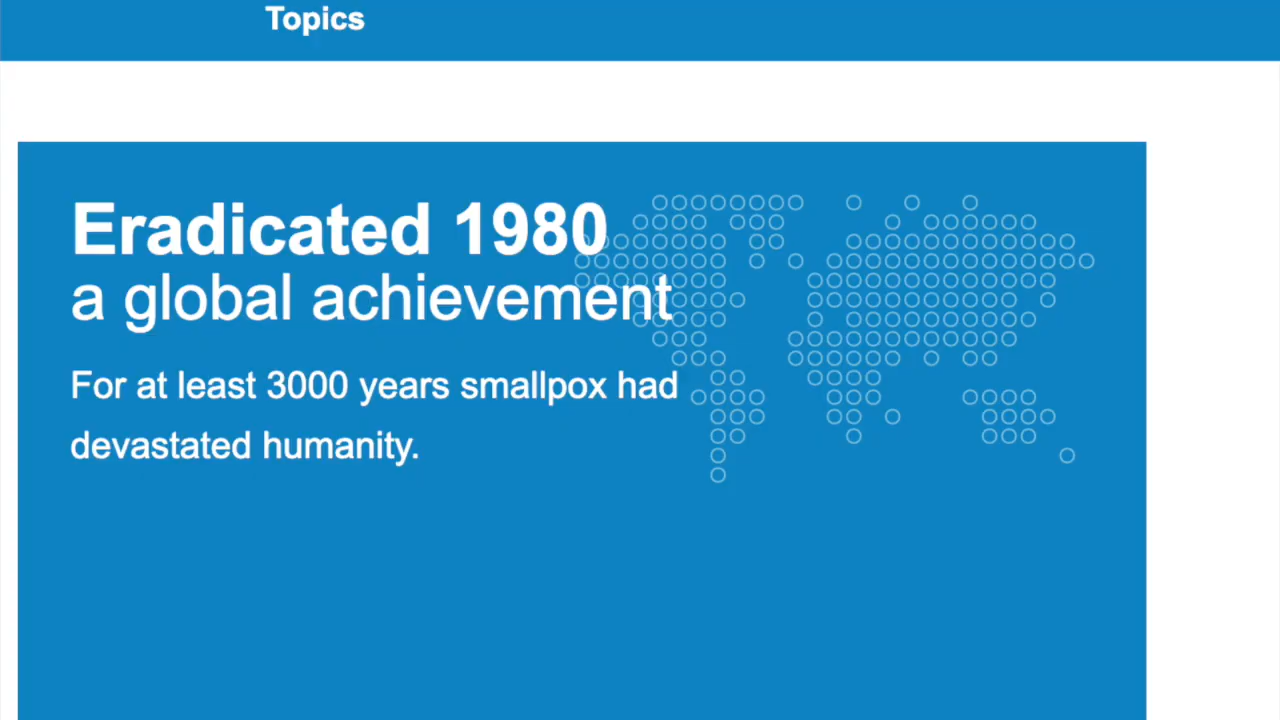 Topics
Eradicated 1980
a global achievement
For at least 3000 years smallpox had
devastated humanity.